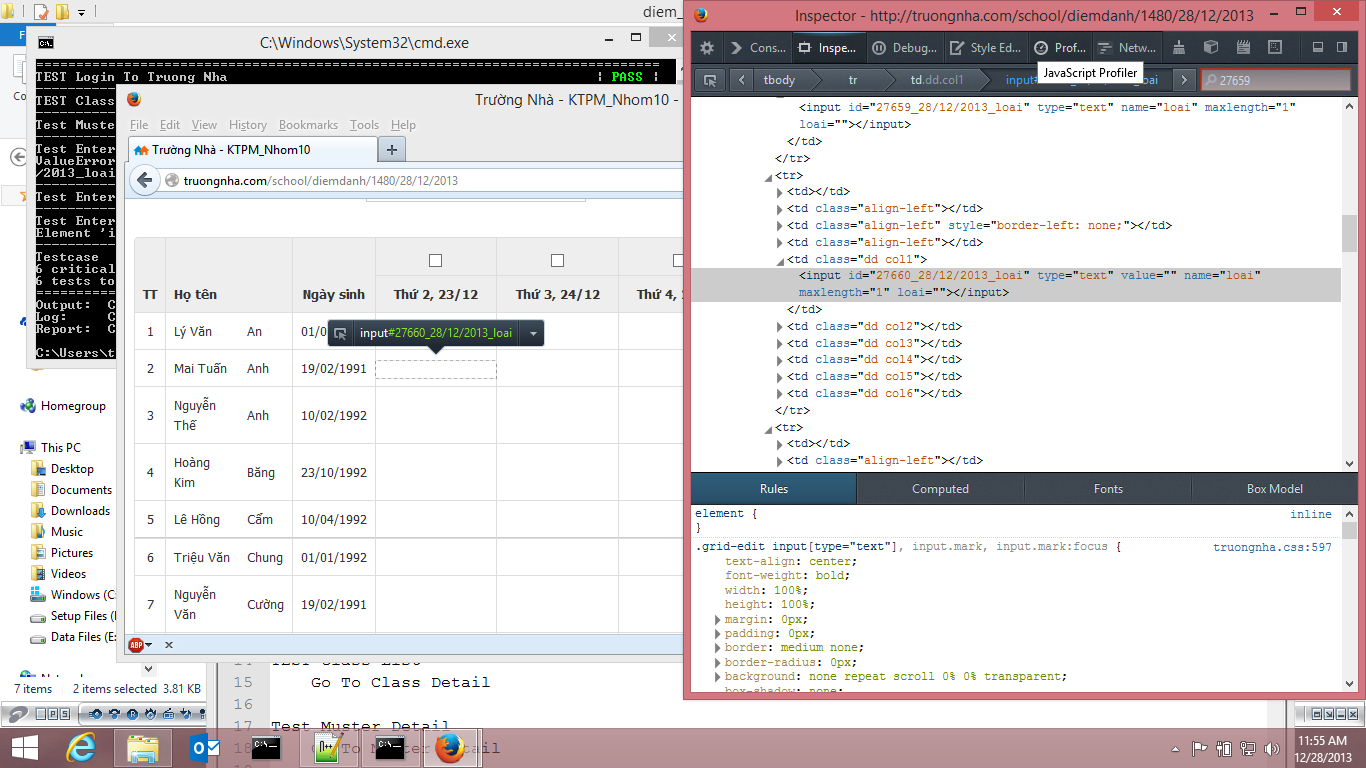 diem_
C:\Windows\System32\cmd.exe
TEST Login To Truong Nha | PASS |
TEST Class
Test Muster
Test Enter
ValueError
/2013_loai
Test Enter
Test Enter
Element 'i
Testcase
6 critical
6 tests to
Output: C
Log: C
Report: C
C:\Users\t
Trường Nhà - KTPM_Nhom10 -
File Edit View History Bookmarks Tools Help
Trường Nhà - KTPM_Nhom10
truongnha.com/school/diemdanh/1480/28/12/2013
TT Họ tên Ngày sinh Thứ 2, 23/12 Thứ 3, 24/12 Thứ 4,
1 Lý Văn An 01/0
input#27660_28/12/2013_loai
2 Mai Tuấn Anh 19/02/1991
3 Nguyễn Thế Anh 10/02/1992
4 Hoàng Kim Băng 23/10/1992
5 Lê Hồng Cẩm 10/04/1992
6 Triệu Văn Chung 01/01/1992
7 Nguyễn Văn Cường 19/02/1991
ABP
Homegroup
This PC
Desktop
Documents
Downloads
Music
Pictures
Videos
Windows (C
Setup Files (
Data Files (E
7 items 2 items selected 3.81 KB
15 Go To Class Detail
16
17 Test Muster Detail
18
Inspector - http://truongnha.com/school/diemdanh/1480/28/12/2013
Cons... Inspe... Debug... Style Ed... Prof... Netw...
JavaScript Profiler
tbody tr td.dd.col1 input# ai 27659
<input id="27659_28/12/2013_loai" type="text" name="loai" maxlength="1"
loai=""></input>
</td>
</tr>
<tr>
<td></td>
<td class="align-left"></td>
<td class="align-left" style="border-left: none;"></td>
<td class="align-left"></td>
<td class="dd col1">
<input id="27660_28/12/2013_loai" type="text" value="" name="loai"
maxlength="1" loai=""></input>
</td>
<td class="dd col2"></td>
<td class="dd col3"></td>
<td class="dd col4"></td>
<td class="dd col5"></td>
<td class="dd col6"></td>
</tr>
<tr>
<td></td>
<td class="align-left"></td>
Rules Computed Fonts Box Model
element { inline
}
.grid-edit input[type="text"], input.mark, input.mark:focus { truongnha.css:597
text-align: center;
font-weight: bold;
width: 100%;
height: 100%;
margin: 0px;
padding: 0px;
border: medium none;
border-radius: 0px;
background: none repeat scroll 0% 0% transparent;
box-shadow: none;
11:55 AM
12/28/2013